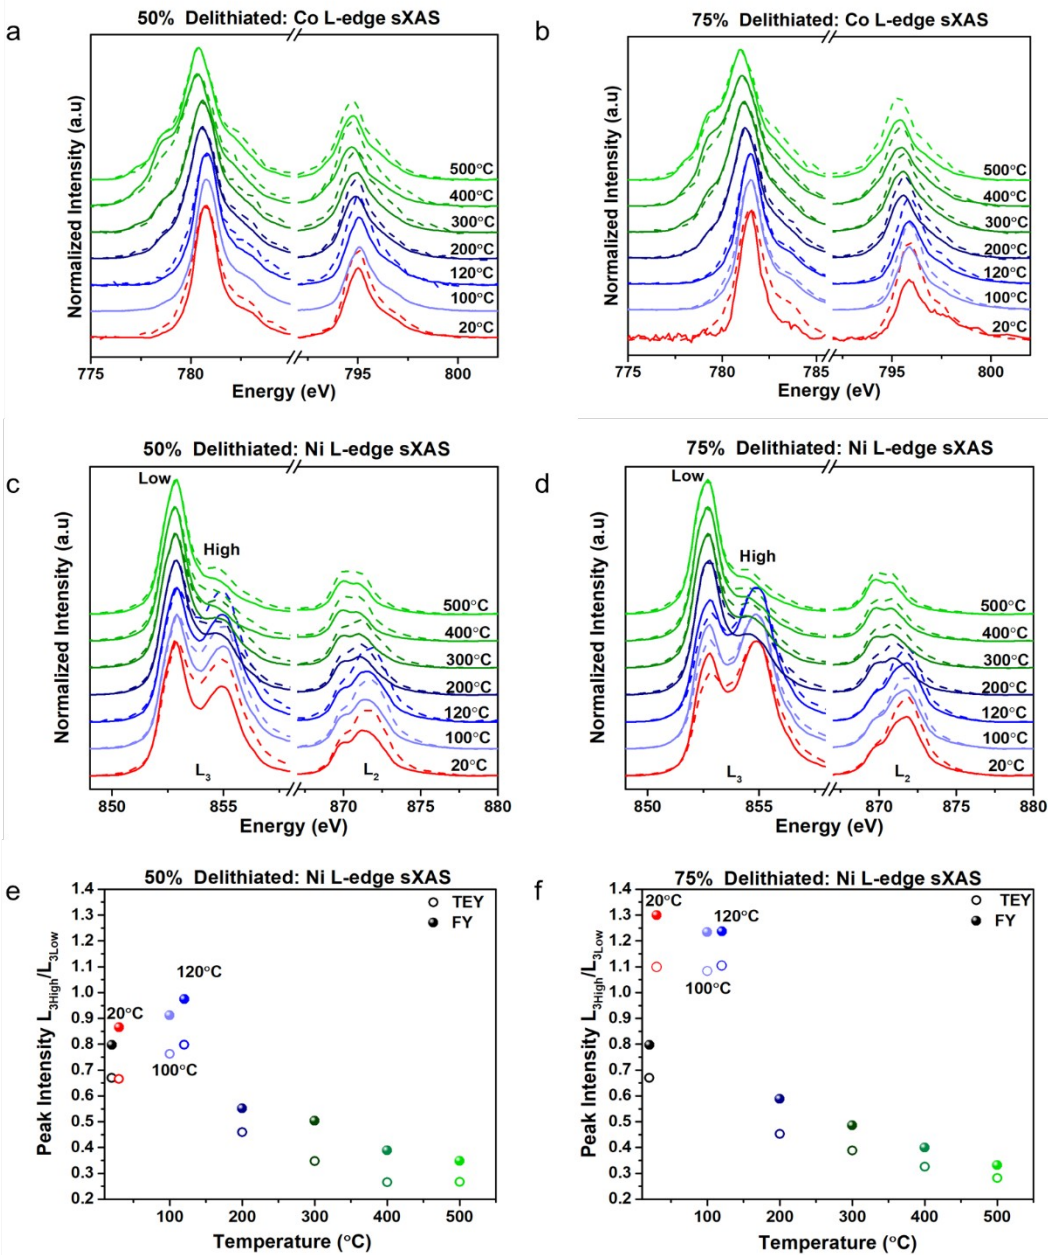 a
50% Delithiated: Co L-edge sXAS
Normalized Intensity (a.u)
500°C
400°C
300°C
200°C
120°C
100°C
20°C
775 780 795 800
Energy (eV)
b
75% Delithiated: Co L-edge sXAS
Normalized Intensity (a.u)
500°C
400°C
300°C
200°C
120°C
100°C
20°C
775 780 785 795 800
Energy (eV)
c
50% Delithiated: Ni L-edge sXAS
Normalized Intensity (a.u)
Low
High
500°C
400°C
300°C
200°C
120°C
100°C
20°C
L3
L2
850 855 870 875 880
Energy (eV)
d
75% Delithiated: Ni L-edge sXAS
Normalized Intensity (a.u)
Low
High
500°C
400°C
300°C
200°C
120°C
100°C
20°C
L3
L2
850 855 870 875 880
Energy (eV)
e
50% Delithiated: Ni L-edge sXAS
Peak Intensity L3High/L3Low
1.4
1.3
1.2
1.1
1.0
0.9
0.8
0.7
0.6
0.5
0.4
0.3
0.2
TEY
FY
120°C
20°C
100°C
100 200 300 400 500
Temperature (°C)
f
75% Delithiated: Ni L-edge sXAS
Peak Intensity L3High/L3Low
1.4
1.3
1.2
1.1
1.0
0.9
0.8
0.7
0.6
0.5
0.4
0.3
0.2
20°C
TEY
FY
120°C
100°C
100 200 300 400 500
Temperature (°C)